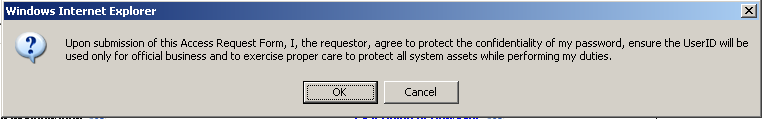 Windows Internet Explorer
Upon submission of this Access Request Form, I, the requestor, agree to protect the confidentiality of my password, ensure the UserID will be
used only for official business and to exercise proper care to protect all system assets while performing my duties.
OK Cancel